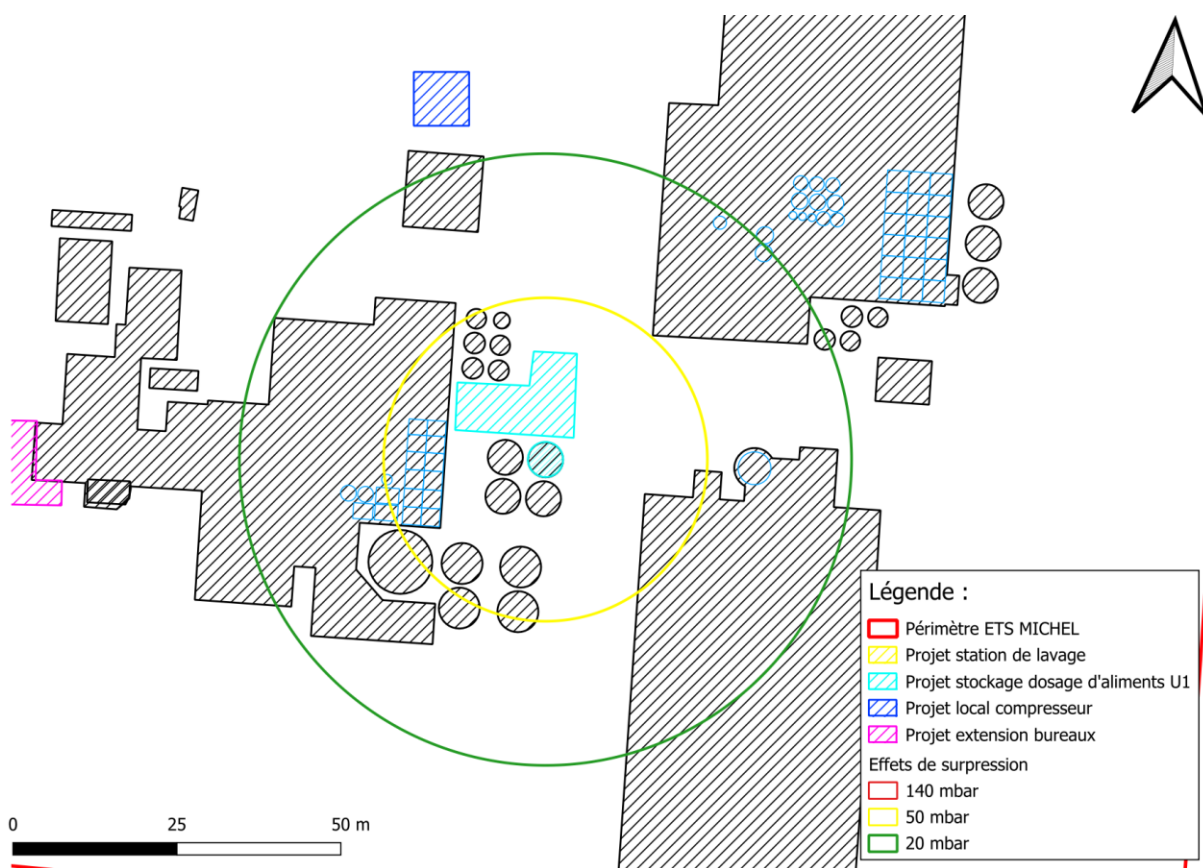 Légende :
Périmètre ETS MICHEL
Projet station de lavage
Projet stockage dosage d'aliments U1
Projet local compresseur
Projet extension bureaux
Effets de surpression
140 mbar
50 mbar
20 mbar
0 25 50 m